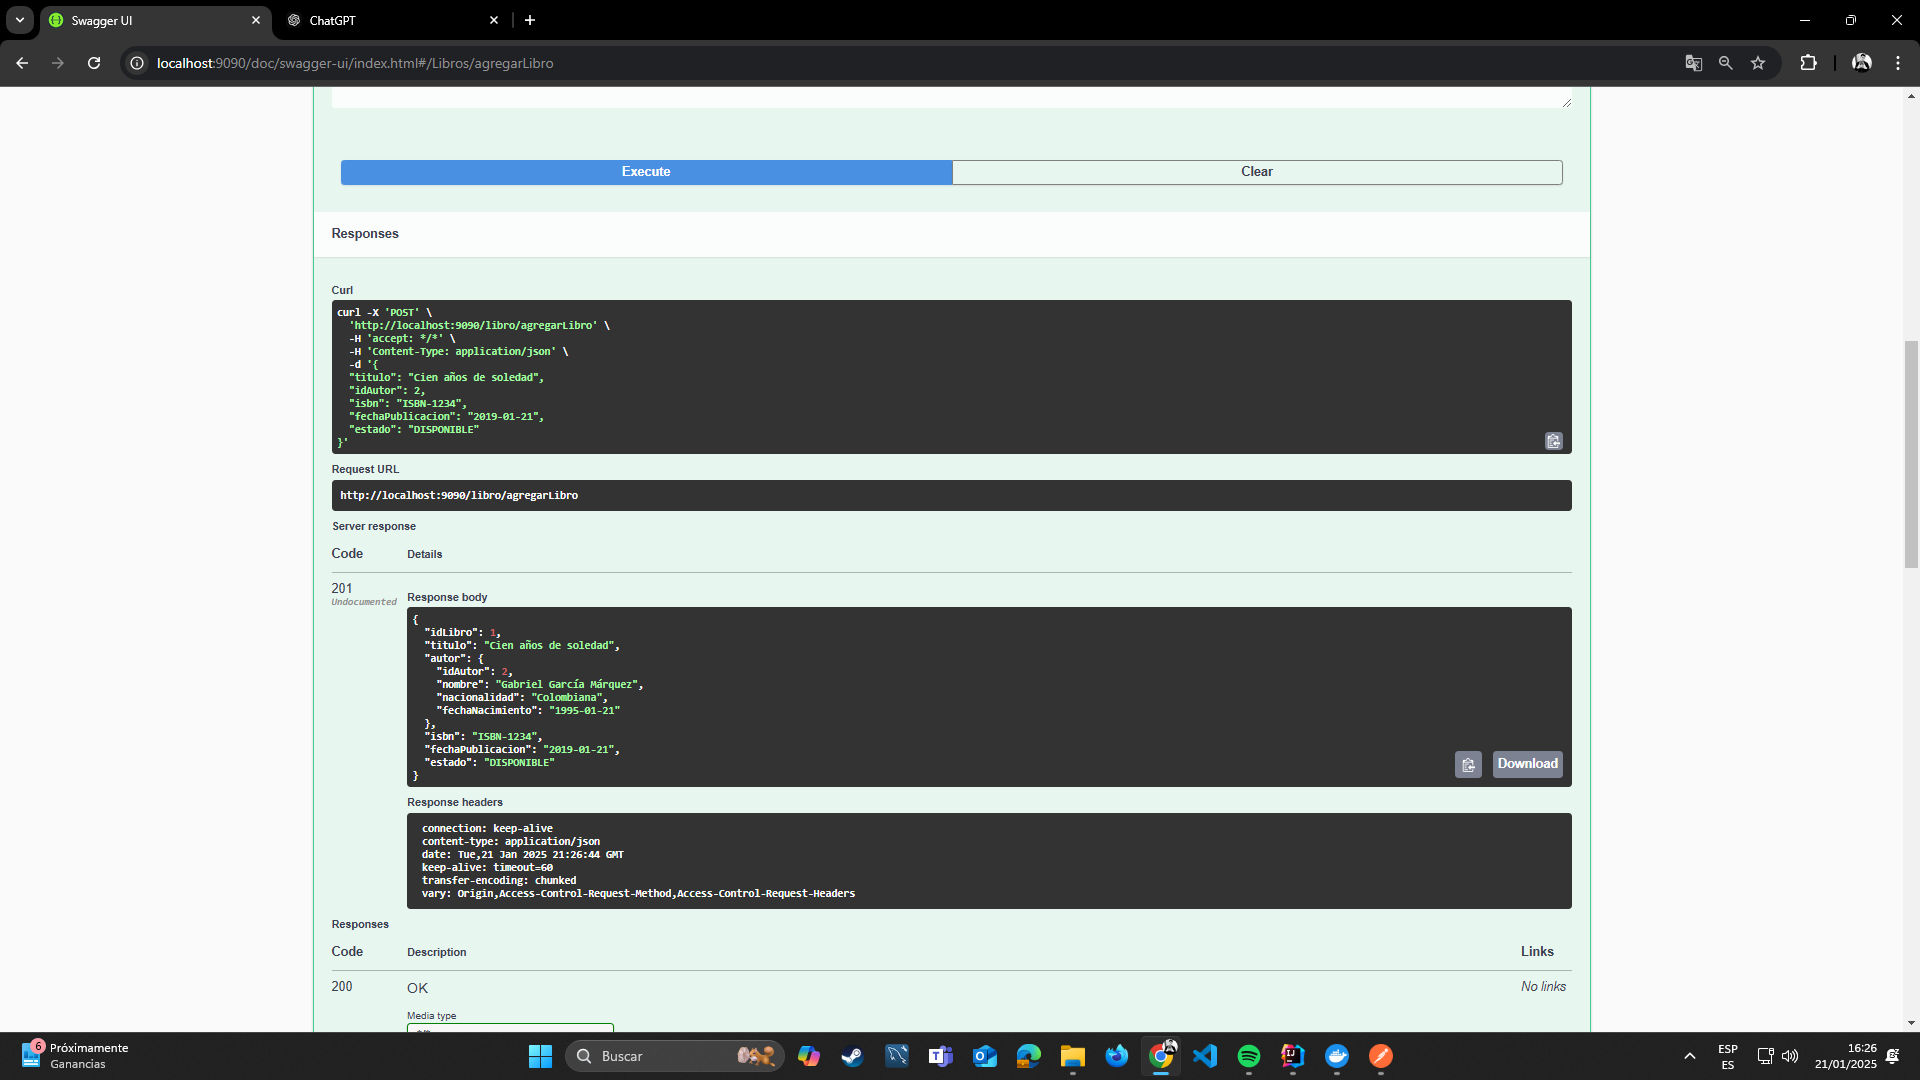 Swagger UI
ChatGPT
localhost:9090/doc/swagger-ui/index.html#/Libros/agregarLibro
Execute
Clear
Responses
Curl
curl -X 'POST' \
'http://localhost:9090/libro/agregarLibro' \
-H 'accept: */*' \
-H 'Content-Type: application/json' \
-d '{
"titulo": "Cien años de soledad",
"idAutor": 2,
"isbn": "ISBN-1234",
"fechaPublicacion": "2019-01-21",
"estado": "DISPONIBLE"
}'
Request URL
http://localhost:9090/libro/agregarLibro
Server response
Code Details
201
Undocumented
Response body
{
"idLibro": 1,
"titulo": "Cien años de soledad",
"autor": {
"idAutor": 2,
"nombre": "Gabriel García Márquez",
"nacionalidad": "Colombiana",
"fechaNacimiento": "1995-01-21"
},
"isbn": "ISBN-1234",
"fechaPublicacion": "2019-01-21",
"estado": "DISPONIBLE"
}
Download
Response headers
connection: keep-alive
content-type: application/json
date: Tue,21 Jan 2025 21:26:44 GMT
keep-alive: timeout=60
transfer-encoding: chunked
vary: Origin,Access-Control-Request-Method,Access-Control-Request-Headers
Responses
Code Description Links
200 OK No links
Media type
6
Próximamente
Ganancias
Buscar
ESP
ES
16:26
21/01/2025